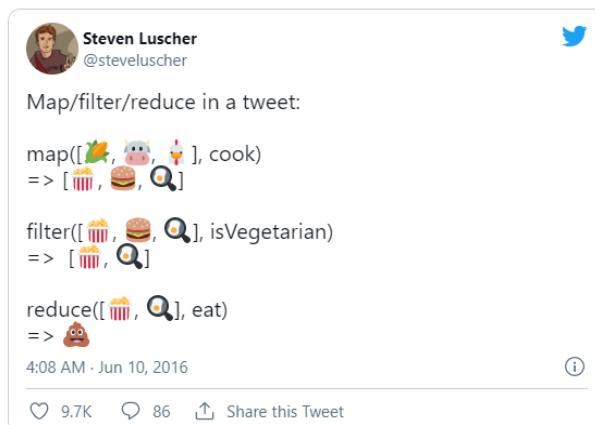 Steven Luscher
@steveluscher
Map/filter/reduce in a tweet:
map([🌽, 🐮, 🐔], cook)
=> [🍿, 🍔, 🍳]
filter([🍿, 🍔, 🍳], isVegetarian)
=> [🍿, 🍳]
reduce([🍿, 🍳], eat)
=> 💩
4:08 AM · Jun 10, 2016
9.7K 86 Share this Tweet